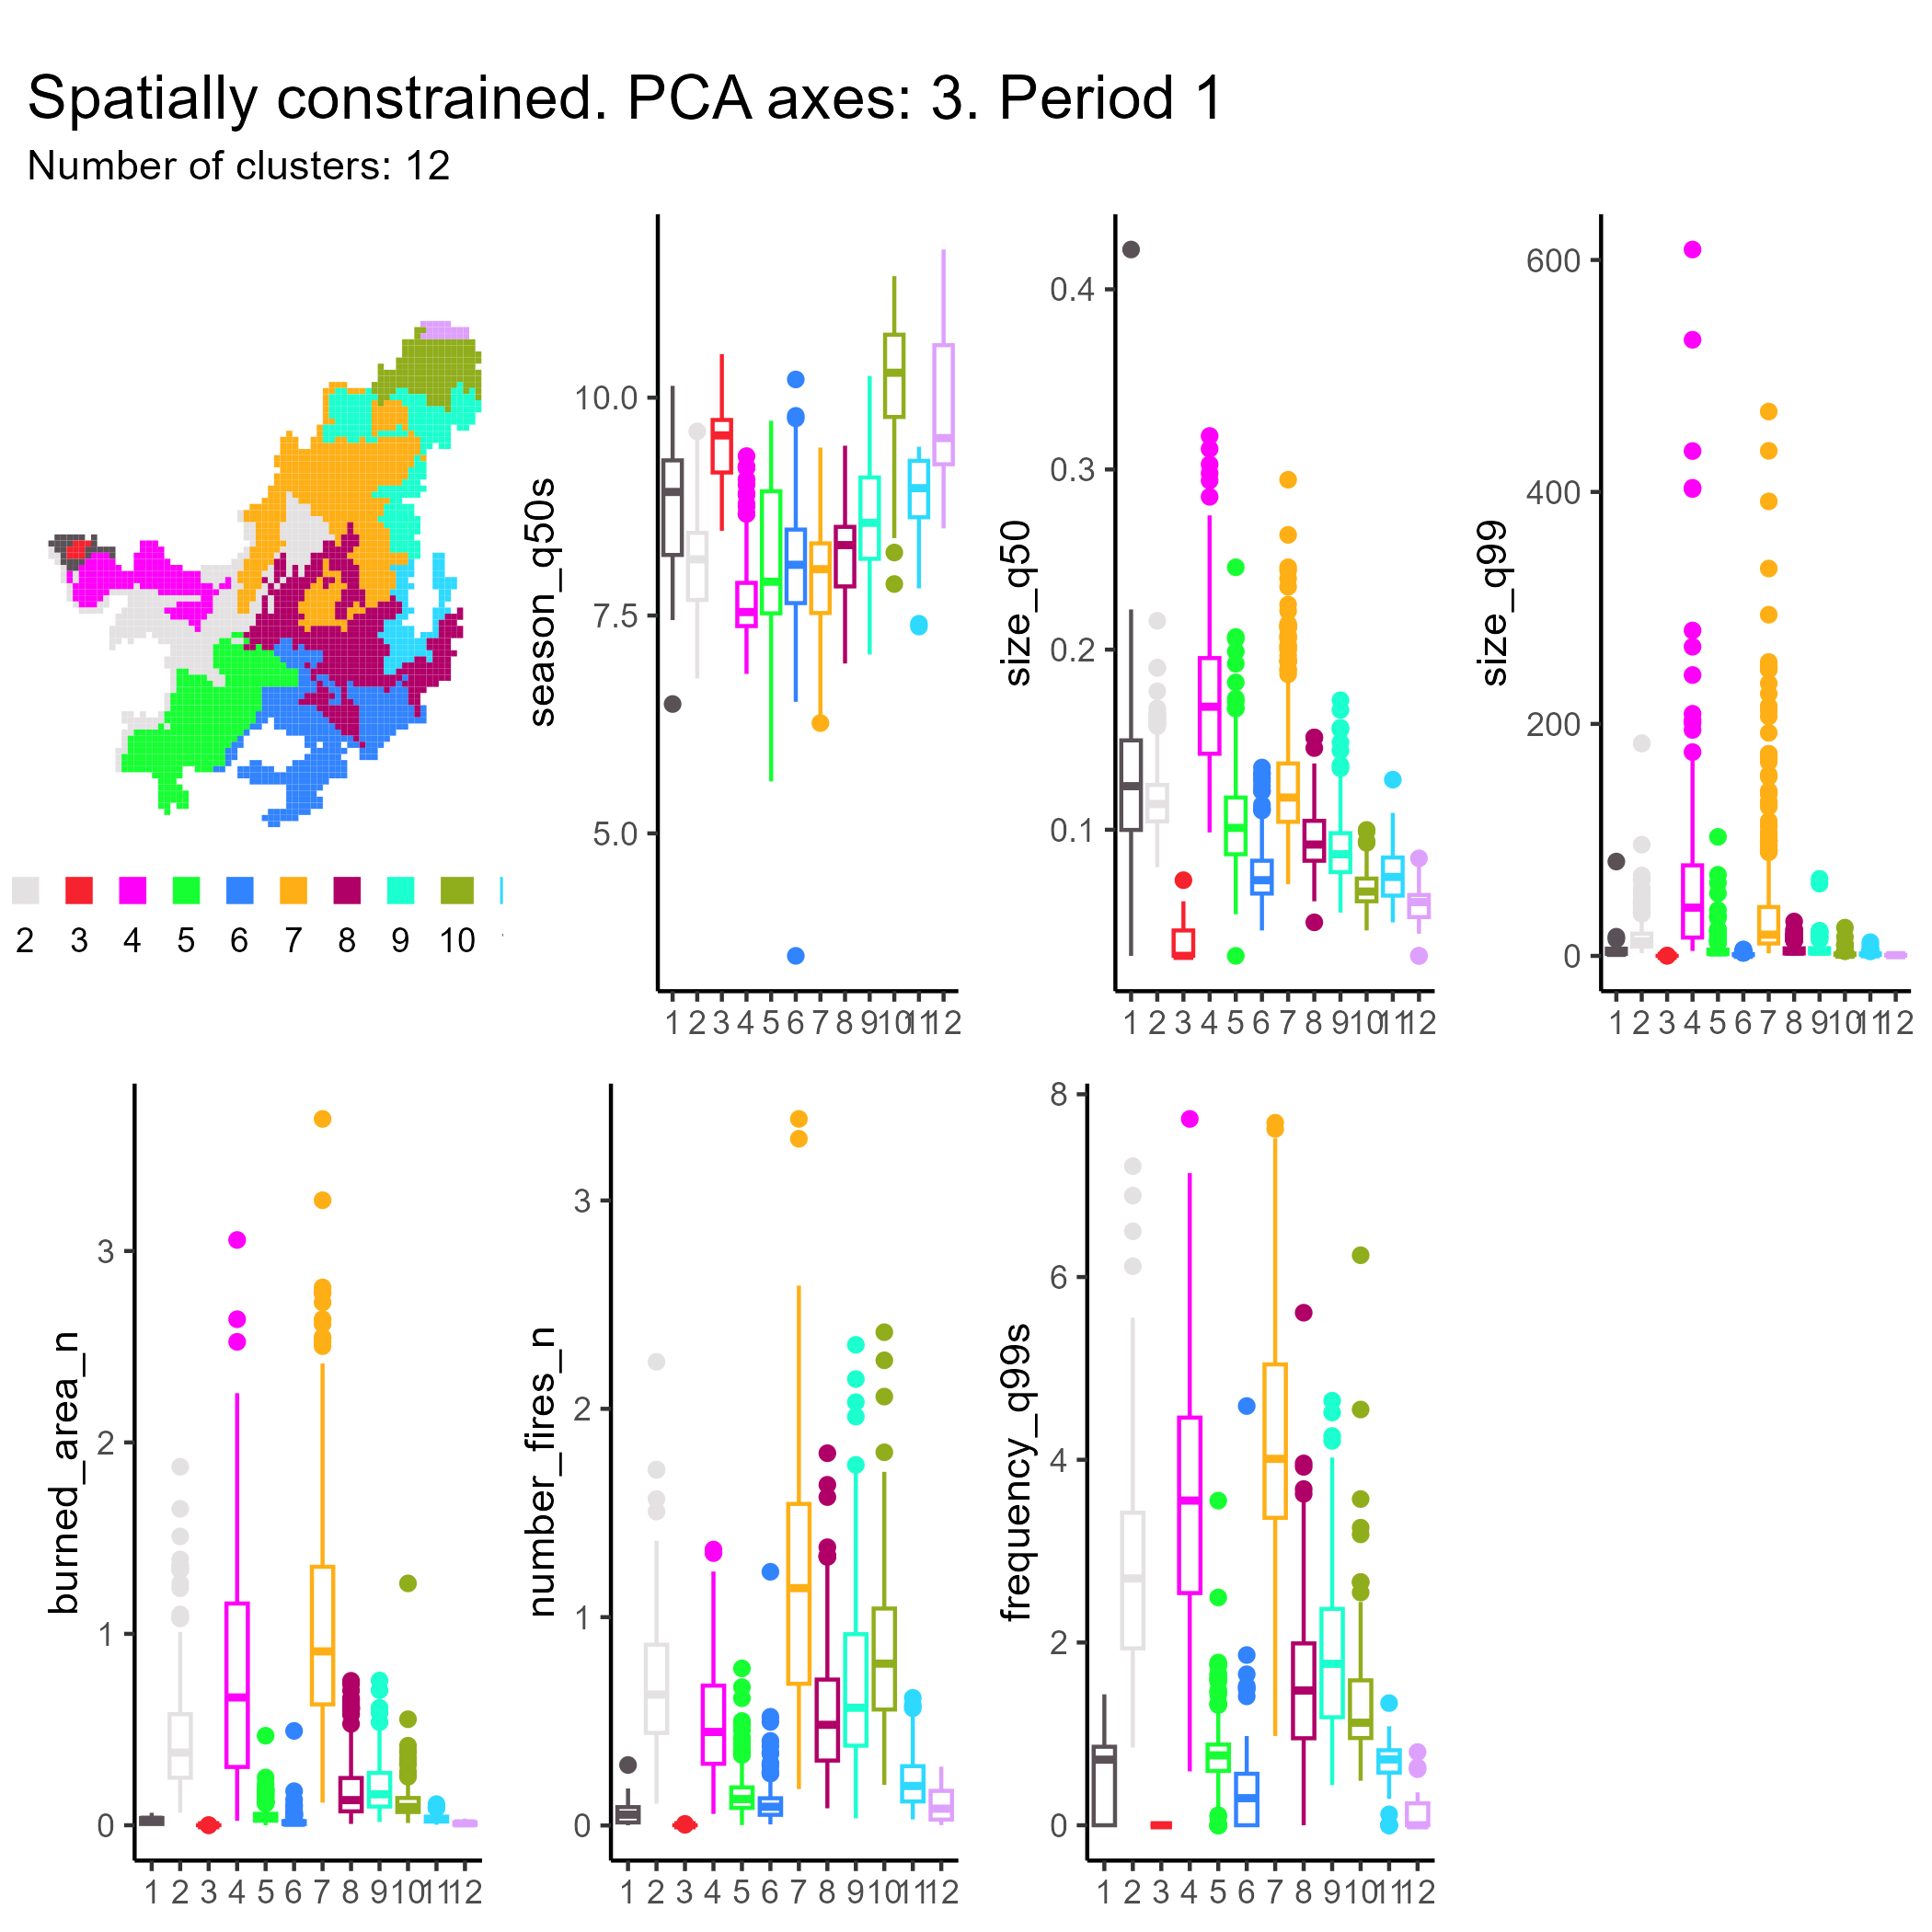 Spatially constrained. PCA axes: 3. Period 1
Number of clusters: 12
2 3 4 5 6 7 8 9 10
season_q50s
10.0
7.5
5.0
1 2 3 4 5 6 7 8 9 10 11 12
size_q50
0.4
0.3
0.2
0.1
1 2 3 4 5 6 7 8 9 10 11 12
size_q99
600
400
200
0
1 2 3 4 5 6 7 8 9 10 11 12
burned_area_n
3
2
1
0
1 2 3 4 5 6 7 8 9 10 11 12
number_fires_n
3
2
1
0
1 2 3 4 5 6 7 8 9 10 11 12
frequency_q99s
8
6
4
2
0
1 2 3 4 5 6 7 8 9 10 11 12